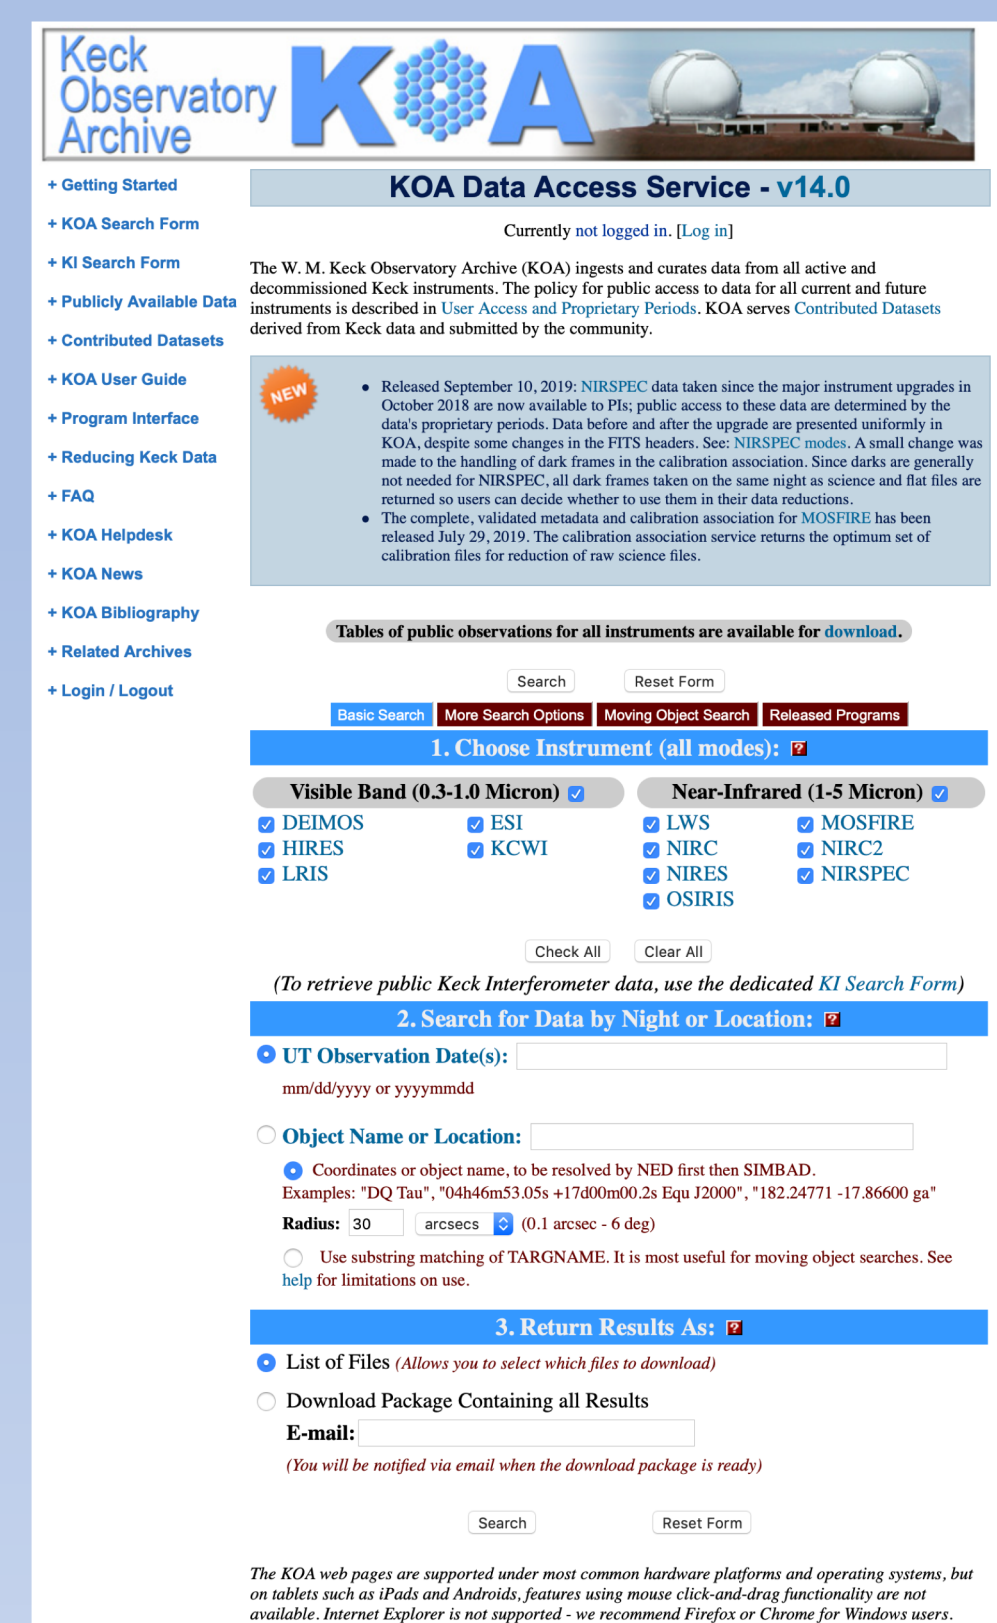 Keck
Observatory
Archive
KOA
+ Getting Started
+ KOA Search Form
+ KI Search Form
+ Publicly Available Data
+ Contributed Datasets
+ KOA User Guide
+ Program Interface
+ Reducing Keck Data
+ FAQ
+ KOA Helpdesk
+ KOA News
+ KOA Bibliography
+ Related Archives
+ Login / Logout
KOA Data Access Service - v14.0
Currently not logged in. [Log in]
The W. M. Keck Observatory Archive (KOA) ingests and curates data from all active and
decommissioned Keck instruments. The policy for public access to data for all current and future
instruments is described in User Access and Proprietary Periods. KOA serves Contributed Datasets
derived from Keck data and submitted by the community.
NEW
• Released September 10, 2019: NIRSPEC data taken since the major instrument upgrades in
October 2018 are now available to PIs; public access to these data are determined by the
data's proprietary periods. Data before and after the upgrade are presented uniformly in
KOA, despite some changes in the FITS headers. See: NIRSPEC modes. A small change was
made to the handling of dark frames in the calibration association. Since darks are generally
not needed for NIRSPEC, all dark frames taken on the same night as science and flat files are
returned so users can decide whether to use them in their data reductions.
• The complete, validated metadata and calibration association for MOSFIRE has been
released July 29, 2019. The calibration association service returns the optimum set of
calibration files for reduction of raw science files.
Tables of public observations for all instruments are available for download.
Search Reset Form
Basic Search More Search Options Moving Object Search Released Programs
1. Choose Instrument (all modes): ?
Visible Band (0.3-1.0 Micron) Near-Infrared (1-5 Micron)
DEIMOS ESI LWS MOSFIRE
HIRES KCWI NIRC NIRC2
LRIS NIRES NIRSPEC
OSIRIS
Check All Clear All
(To retrieve public Keck Interferometer data, use the dedicated KI Search Form)
2. Search for Data by Night or Location: ?
UT Observation Date(s):
mm/dd/yyyy or yyyymmdd
Object Name or Location:
Coordinates or object name, to be resolved by NED first then SIMBAD.
Examples: "DQ Tau", "04h46m53.05s +17d00m00.2s Equ J2000", "182.24771 -17.86600 ga"
Radius: 30 arcsecs (0.1 arcsec - 6 deg)
Use substring matching of TARGNAME. It is most useful for moving object searches. See
help for limitations on use.
3. Return Results As: ?
List of Files (Allows you to select which files to download)
Download Package Containing all Results
E-mail:
(You will be notified via email when the download package is ready)
Search Reset Form
The KOA web pages are supported under most common hardware platforms and operating systems, but
on tablets such as iPads and Androids, features using mouse click-and-drag functionality are not
available. Internet Explorer is not supported - we recommend Firefox or Chrome for Windows users.